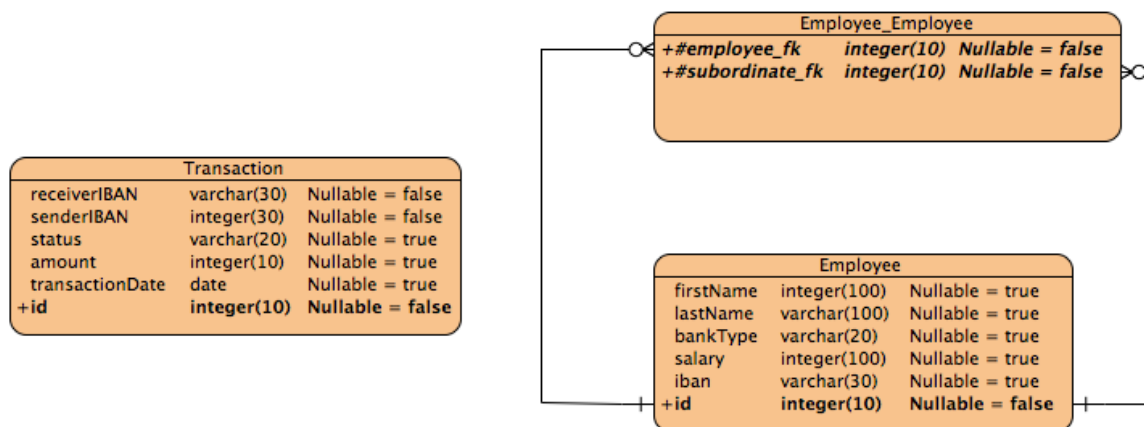 Employee_Employee
+#employee_fk integer(10) Nullable = false
+#subordinate_fk integer(10) Nullable = false
Transaction
receiverIBAN varchar(30) Nullable = false
senderIBAN integer(30) Nullable = false
status varchar(20) Nullable = true
amount integer(10) Nullable = true
transactionDate date Nullable = true
+id integer(10) Nullable = false
Employee
firstName integer(100) Nullable = true
lastName varchar(100) Nullable = true
bankType varchar(20) Nullable = true
salary integer(100) Nullable = true
iban varchar(30) Nullable = true
+id integer(10) Nullable = false